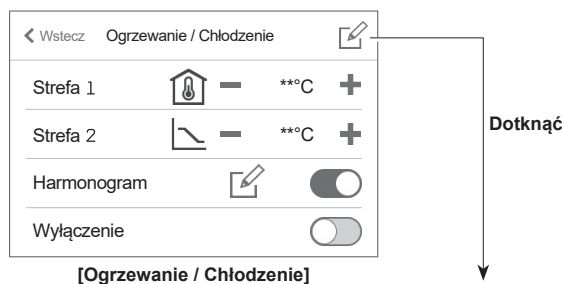 Wstecz Ogrzewanie / Chłodzenie
Strefa 1 **°C
Strefa 2 **°C
Harmonogram
Wyłączenie
Dotknąć
[Ogrzewanie / Chłodzenie]